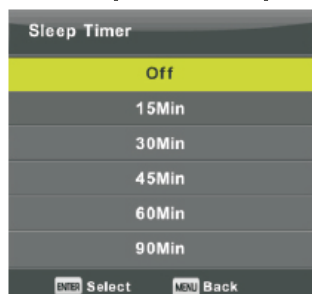 Sleep Timer
Off
15Min
30Min
45Min
60Min
90Min
ENTER Select MENU Back